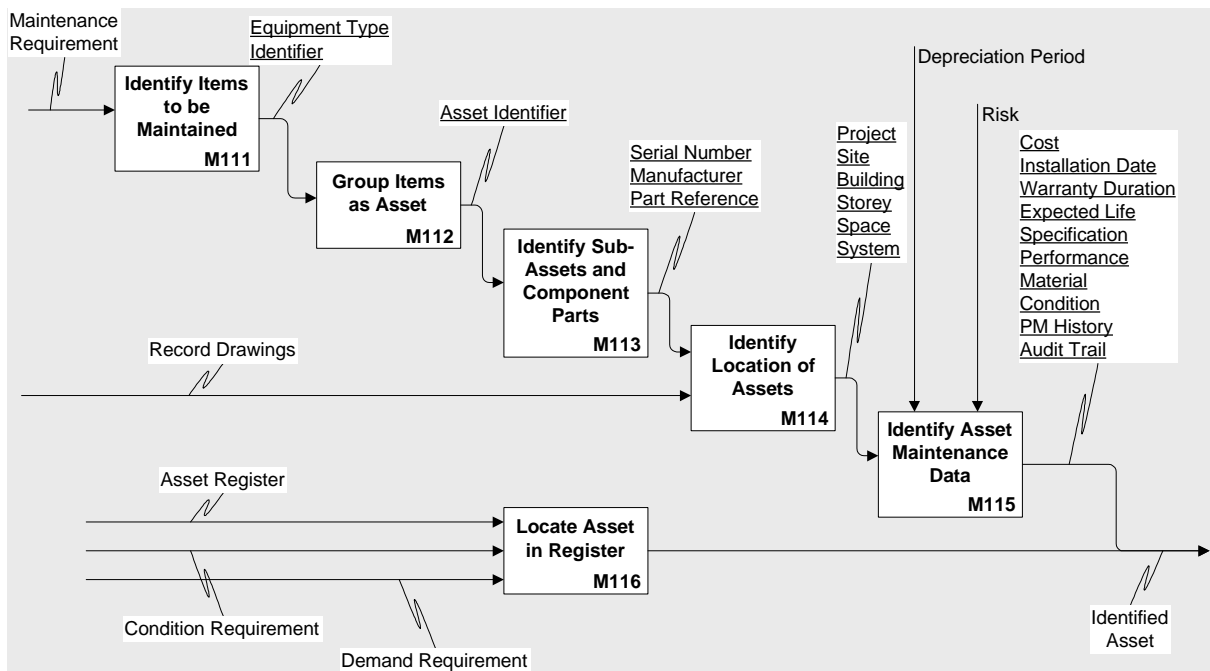 Maintenance
Requirement
Equipment Type
Identifier
Identify Items
to be
Maintained
M111
Asset Identifier
Group Items
as Asset
M112
Serial Number
Manufacturer
Part Reference
Identify Sub-
Assets and
Component
Parts
M113
Project
Site
Building
Storey
Space
System
Depreciation Period
Risk
Cost
Installation Date
Warranty Duration
Expected Life
Specification
Performance
Material
Condition
PM History
Audit Trail
Record Drawings
Identify
Location of
Assets
M114
Identify Asset
Maintenance
Data
M115
Asset Register
Locate Asset
in Register
M116
Condition Requirement
Demand Requirement
Identified
Asset